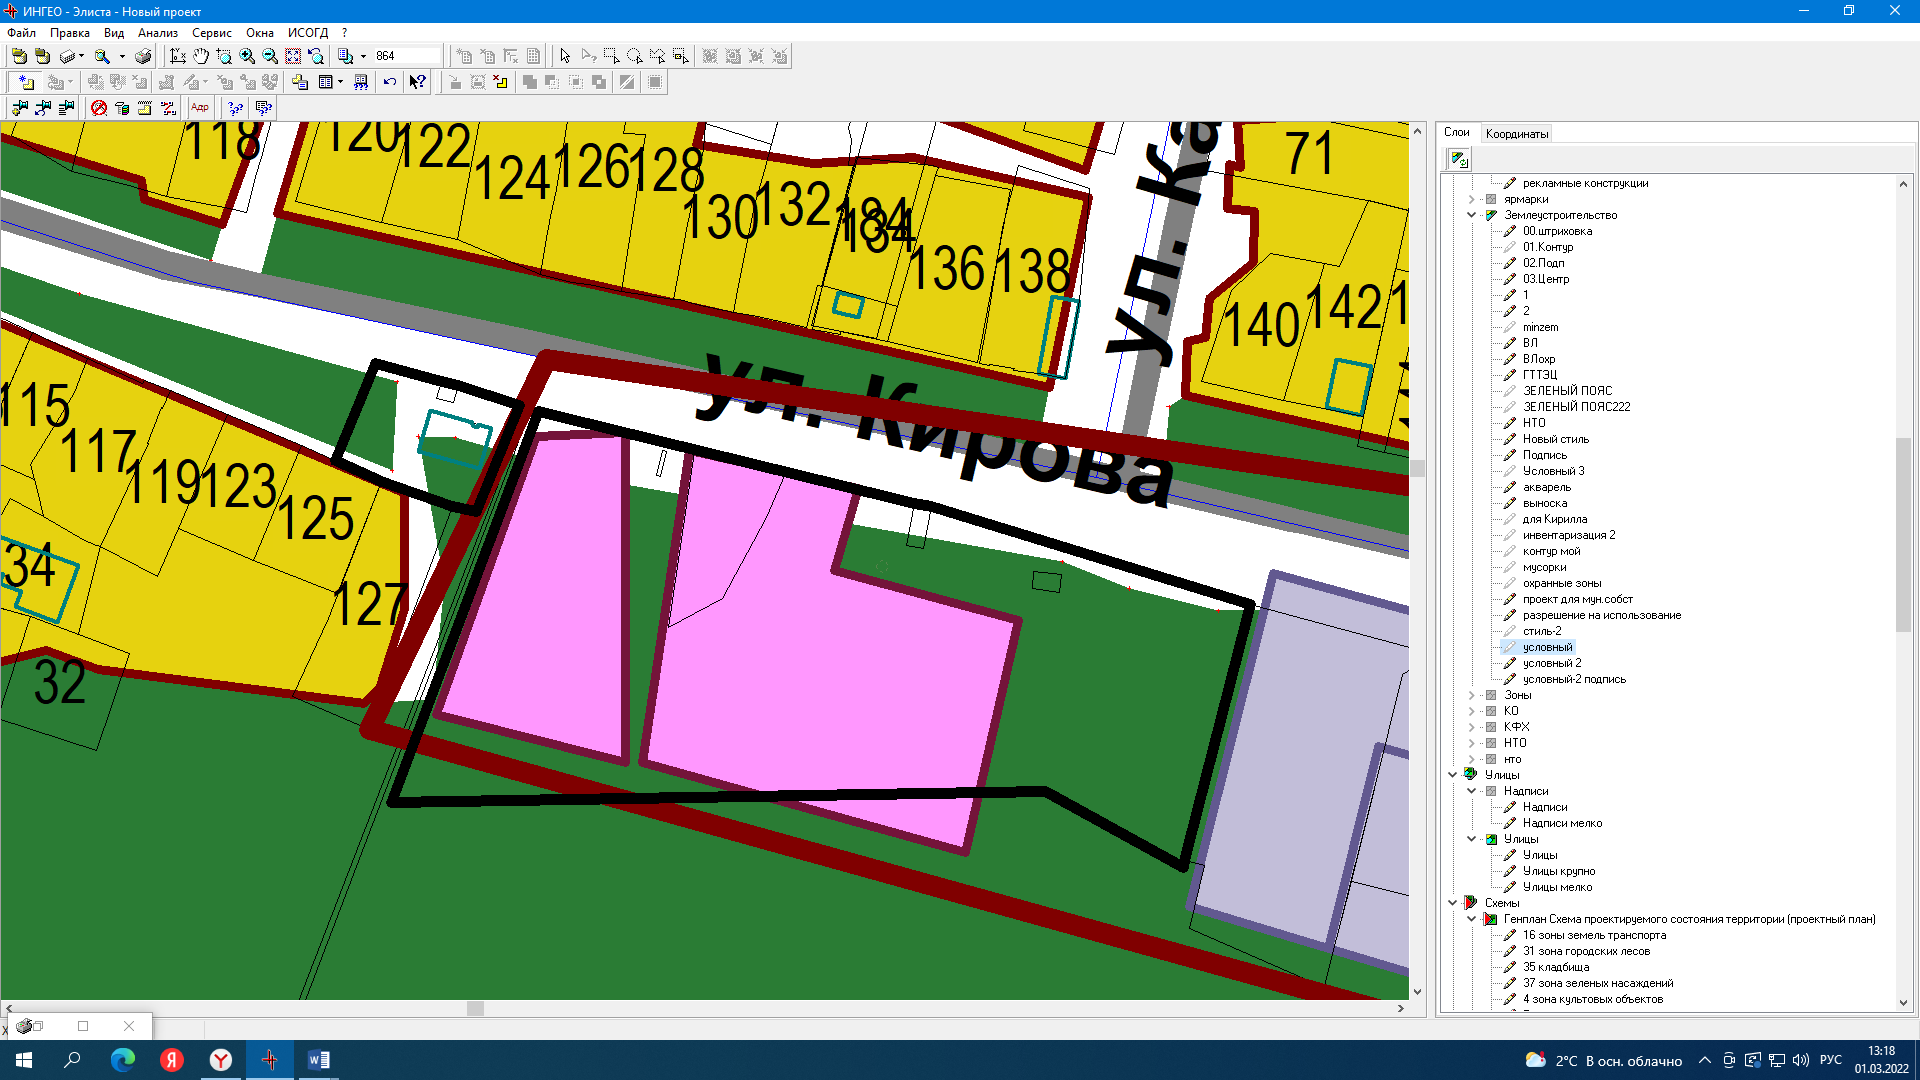 ИНГЕО - Элиста - Новый проект
Файл Правка Вид Анализ Сервис Окна ИСОГД ?
864
Адр
118
120
122
124
126
128
130
132
134
136
138
ул. Ка
71
140
142
ул. Кирова
115
117
119
123
125
127
34
32
Слои Координаты
рекламные конструкции
ярмарки
Землеустроительство
00.штриховка
01.Контур
02.Подп
03.Центр
1
2
minzem
ВЛ
ВЛохр
ГТТЭЦ
ЗЕЛЕНЫЙ ПОЯС
ЗЕЛЕНЫЙ ПОЯС222
НТО
Новый стиль
Подпись
Условный 3
акварель
выноска
для Кирилла
инвентаризация 2
контур мой
мусорки
охранные зоны
проект для мун.собст
разрешение на использование
стиль-2
условный
условный 2
условный-2 подпись
Зоны
КО
КФХ
НТО
нто
Улицы
Надписи
Надписи
Надписи мелко
Улицы
Улицы
Улицы крупно
Улицы мелко
Схемы
Генплан Схема проектируемого состояния территории (проектный план)
16 зоны земель транспорта
31 зона городских лесов
35 кладбища
37 зона зеленых насаждений
4 зона культовых объектов
2°C В осн. облачно
РУС
13:18
01.03.2022